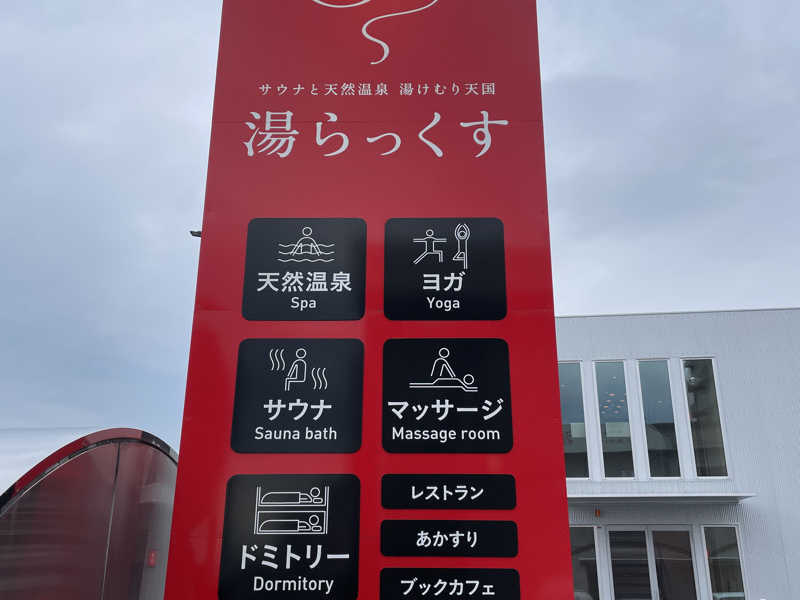 サウナと天然温泉 湯けむり天国
湯らっくす
天然温泉
Spa
ヨガ
Yoga
サウナ
Sauna bath
マッサージ
Massage room
ドミトリー
Dormitory
レストラン
あかすり
ブックカフェ